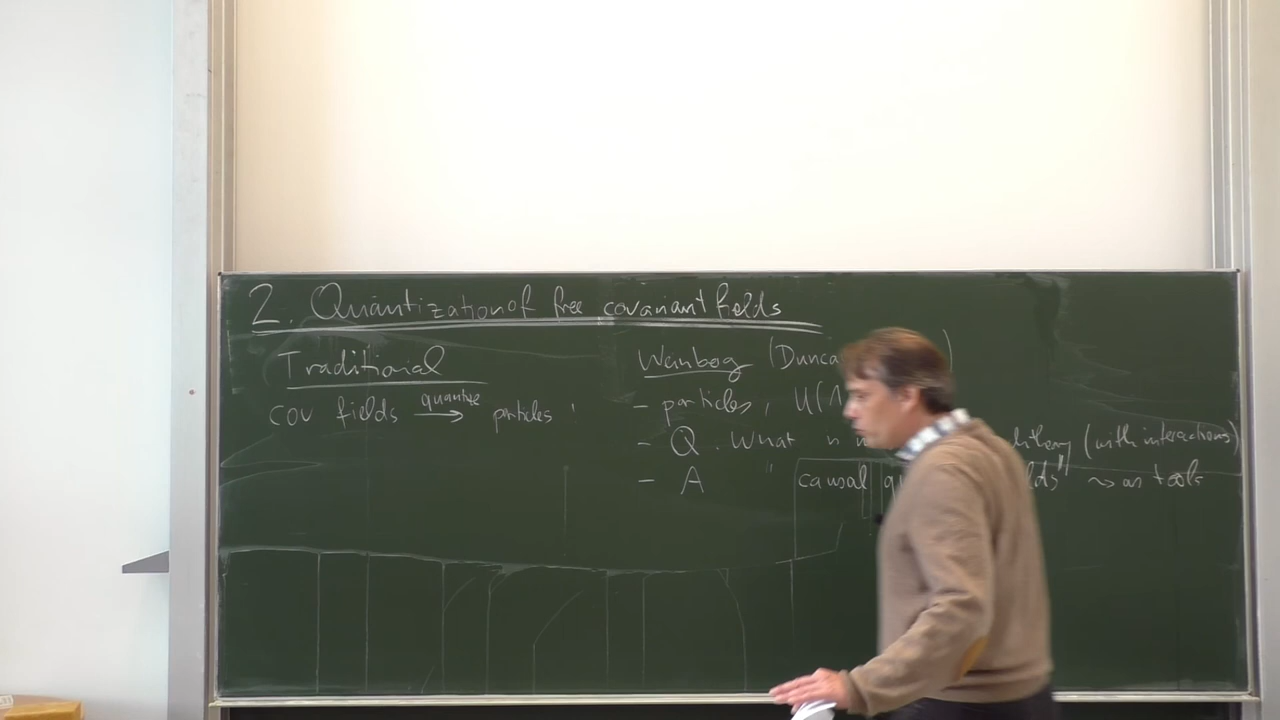 2. Quantization of free covariant fields
Traditional
cov fields quantize → particles
Weinberg (Dunca )
- particles, U(Λ
- Q. What (with interactions)
- A " causal lds" ⇝ as tools